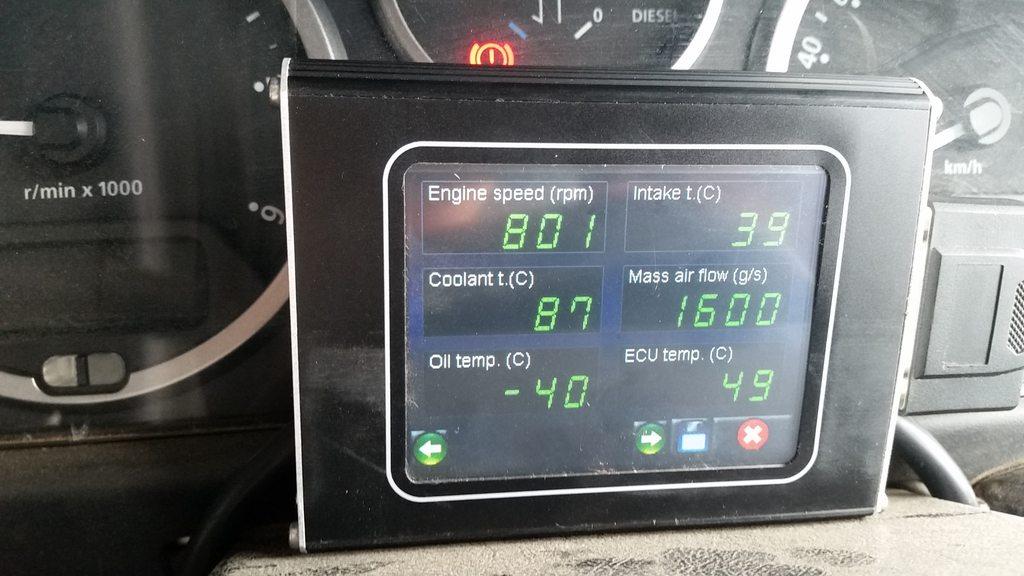 0 DIESEL
40
km/h
r/min x 1000
6
Engine speed (rpm)
801
Intake t.(C)
39
Coolant t.(C)
87
Mass air flow (g/s)
1600
Oil temp. (C)
-40
ECU temp. (C)
49